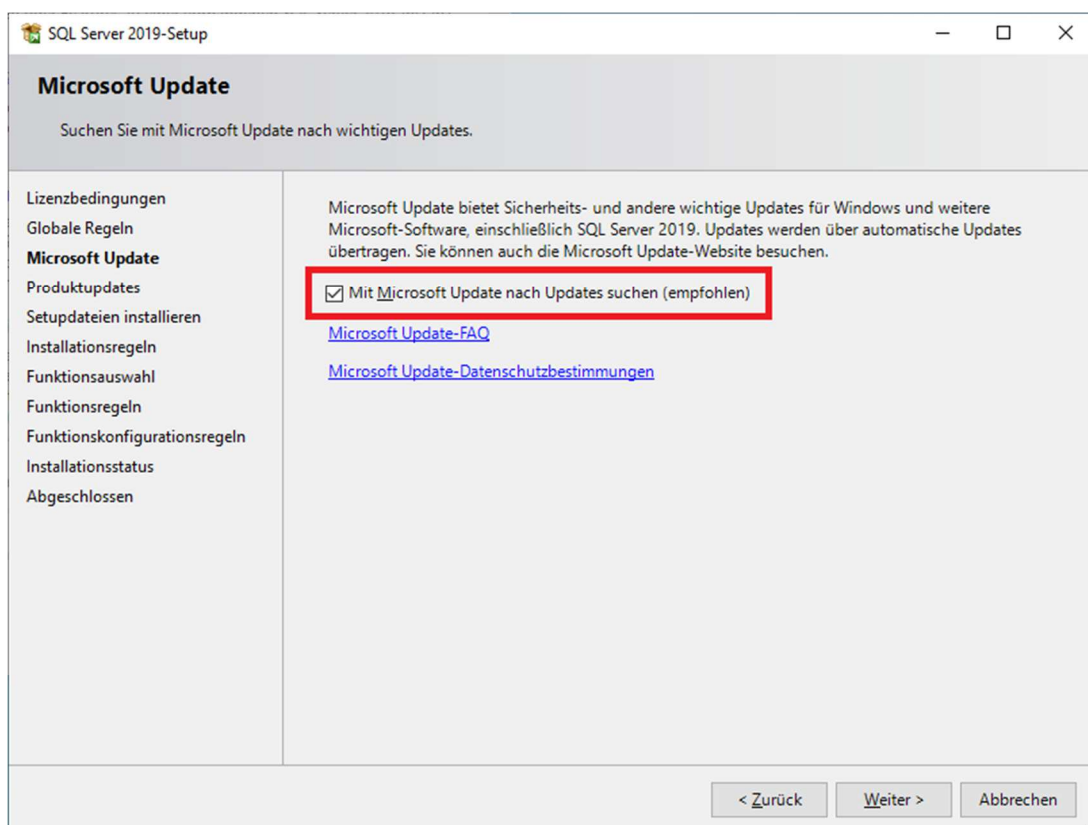 SQL Server 2019-Setup
Microsoft Update
Suchen Sie mit Microsoft Update nach wichtigen Updates.
Lizenzbedingungen
Globale Regeln
Microsoft Update
Produktupdates
Setupdateien installieren
Installationsregeln
Funktionsauswahl
Funktionsregeln
Funktionskonfigurationsregeln
Installationsstatus
Abgeschlossen
Microsoft Update bietet Sicherheits- und andere wichtige Updates für Windows und weitere
Microsoft-Software, einschließlich SQL Server 2019. Updates werden über automatische Updates
übertragen. Sie können auch die Microsoft Update-Website besuchen.
Mit Microsoft Update nach Updates suchen (empfohlen)
Microsoft Update-FAQ
Microsoft Update-Datenschutzbestimmungen
< Zurück
Weiter >
Abbrechen